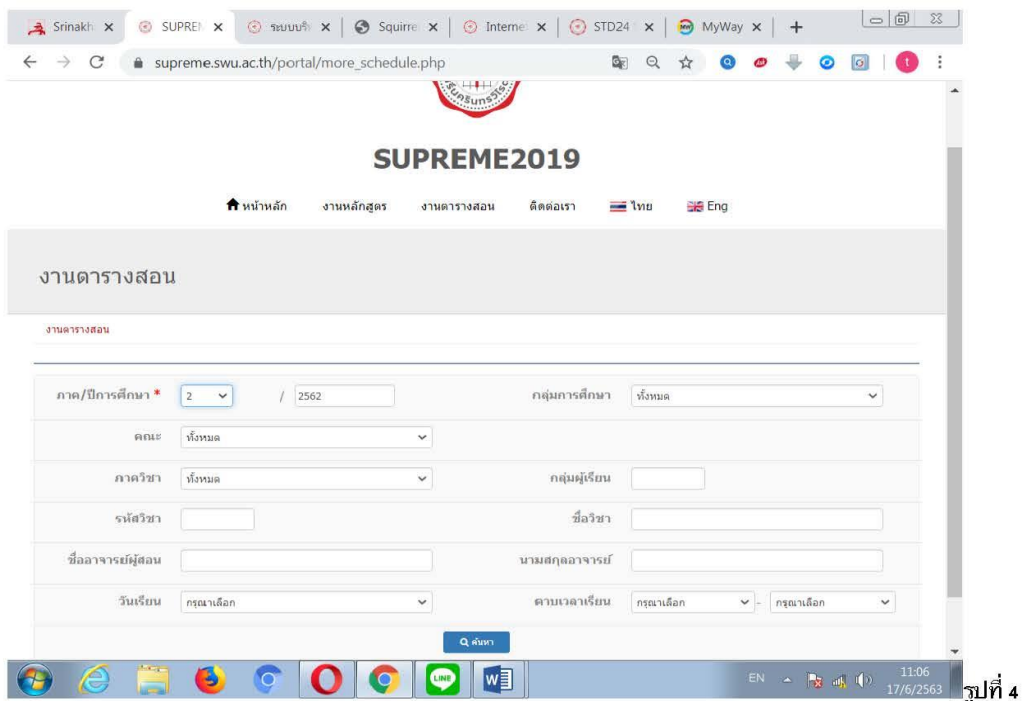 Srinakh SUPREM ระบบบริ Squirre Interne STD24 MyWay
supreme.swu.ac.th/portal/more_schedule.php t
SUPREME2019
หน้าหลัก งานหลักสูตร งานตารางสอน ติดต่อเรา ไทย Eng
งานตารางสอน
งานตารางสอน
ภาค/ปีการศึกษา * 2 / 2562 กลุ่มการศึกษา ทั้งหมด
คณะ ทั้งหมด
ภาควิชา ทั้งหมด กลุ่มผู้เรียน
รหัสวิชา ชื่อวิชา
ชื่ออาจารย์ผู้สอน นามสกุลอาจารย์
วันเรียน กรุณาเลือก คาบเวลาเรียน กรุณาเลือก - กรุณาเลือก
ค้นหา
LINE W EN 11:06
17/6/2563
รูปที่ 4